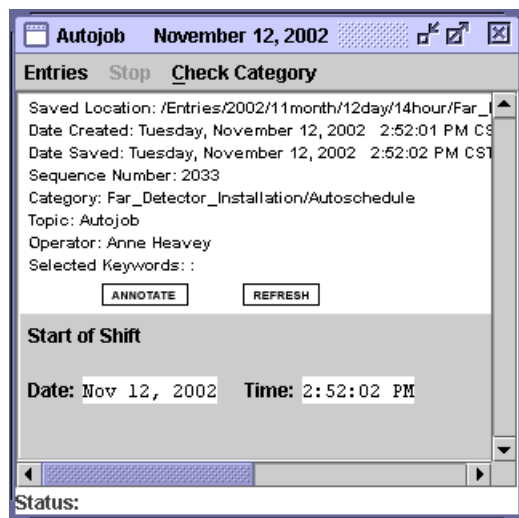 Autojob November 12, 2002
Entries Stop Check Category
Saved Location: /Entries/2002/11month/12day/14hour/Far_
Date Created: Tuesday, November 12, 2002 2:52:01 PM CS
Date Saved: Tuesday, November 12, 2002 2:52:02 PM CST
Sequence Number: 2033
Category: Far_Detector_Installation/Autoschedule
Topic: Autojob
Operator: Anne Heavey
Selected Keywords: :
ANNOTATE REFRESH
Start of Shift
Date: Nov 12, 2002 Time: 2:52:02 PM
Status: